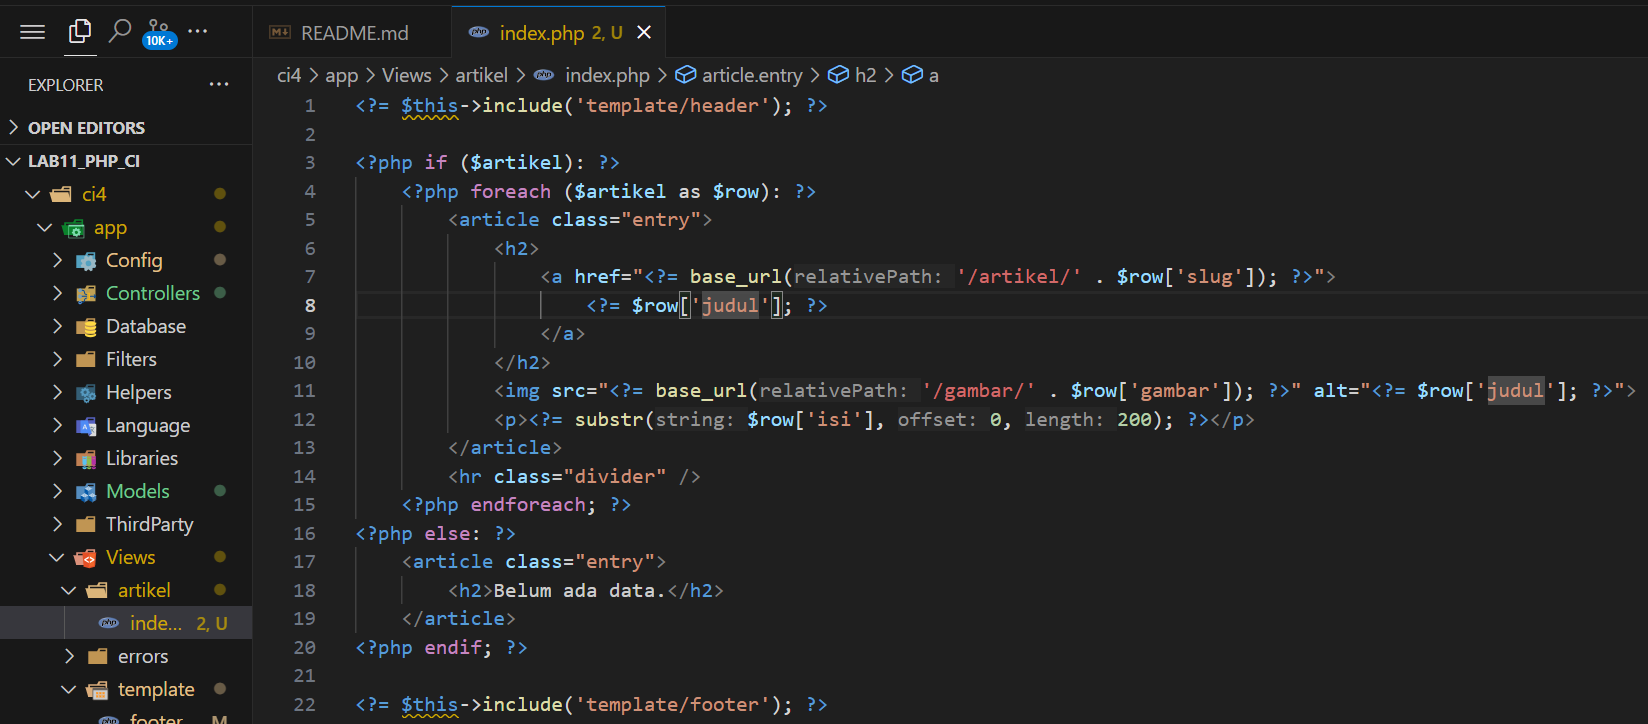 10K+
README.md
index.php 2, U
EXPLORER
ci4 > app > Views > artikel > index.php > article.entry > h2 > a
OPEN EDITORS
LAB11_PHP_CI
ci4
app
Config
Controllers
Database
Filters
Helpers
Language
Libraries
Models
ThirdParty
Views
artikel
inde... 2, U
errors
template
footer M
1 <?= $this->include('template/header'); ?>
2
3 <?php if ($artikel): ?>
4 <?php foreach ($artikel as $row): ?>
5 <article class="entry">
6 <h2>
7 <a href="<?= base_url(relativePath: '/artikel/' . $row['slug']); ?>">
8 <?= $row['judul']; ?>
9 </a>
10 </h2>
11 <img src="<?= base_url(relativePath: '/gambar/' . $row['gambar']); ?>" alt="<?= $row['judul']; ?>">
12 <p><?= substr(string: $row['isi'], offset: 0, length: 200); ?></p>
13 </article>
14 <hr class="divider" />
15 <?php endforeach; ?>
16 <?php else: ?>
17 <article class="entry">
18 <h2>Belum ada data.</h2>
19 </article>
20 <?php endif; ?>
21
22 <?= $this->include('template/footer'); ?>